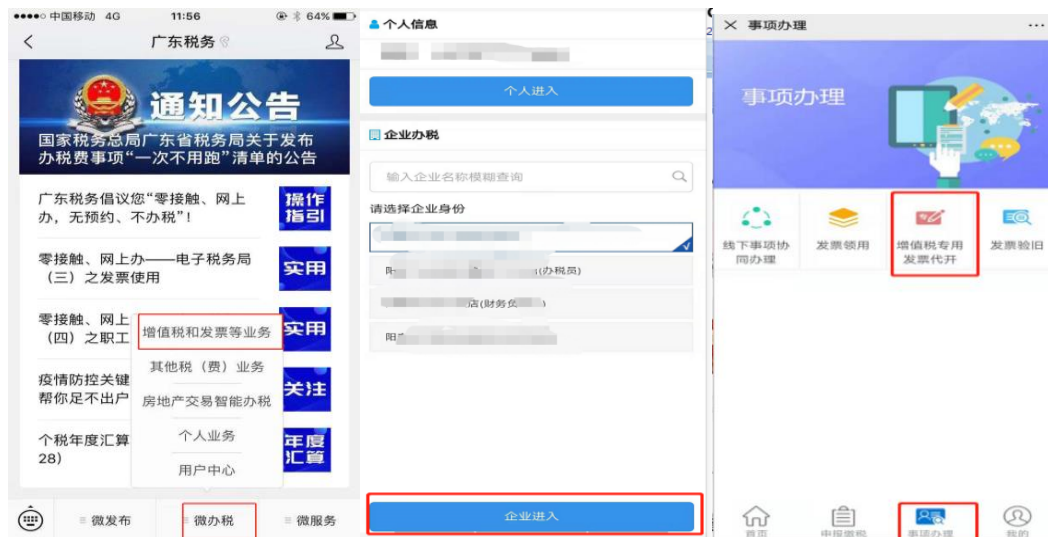 中国移动 4G 11:56 64%
广东税务
通知公告
国家税务总局广东省税务局关于发布
办税费事项“一次不用跑”清单的公告
广东税务倡议您“零接触、网上
办，无预约、不办税”！
操作
指引
零接触、网上办——电子税务局
（三）之发票使用
实用
零接触、网上
（四）之职工
实用
疫情防控关键
帮你足不出户
关注
个税年度汇算
28)
年度
汇算
增值税和发票等业务
其他税（费）业务
房地产交易智能办税
个人业务
用户中心
微发布
微办税
微服务
个人信息
个人进入
企业办税
输入企业名称模糊查询
请选择企业身份
(办税员)
店(财务负
企业进入
事项办理
事项办理
线下事项协
同办理
发票领用
增值税专用
发票代开
发票验旧
首页
申报缴税
事项办理
我的